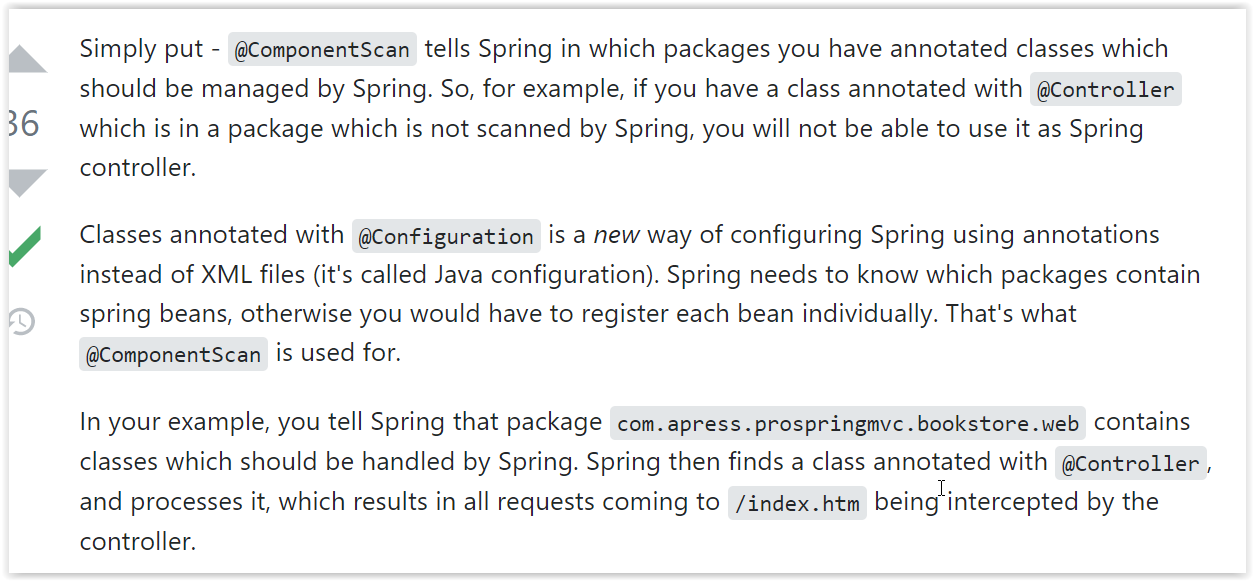 Simply put - @ComponentScan tells Spring in which packages you have annotated classes which
should be managed by Spring. So, for example, if you have a class annotated with @Controller
which is in a package which is not scanned by Spring, you will not be able to use it as Spring
controller.
Classes annotated with @Configuration is a new way of configuring Spring using annotations
instead of XML files (it's called Java configuration). Spring needs to know which packages contain
spring beans, otherwise you would have to register each bean individually. That's what
@ComponentScan is used for.
In your example, you tell Spring that package com.apress.prospringmvc.bookstore.web contains
classes which should be handled by Spring. Spring then finds a class annotated with @Controller,
and processes it, which results in all requests coming to /index.htm being intercepted by the
controller.